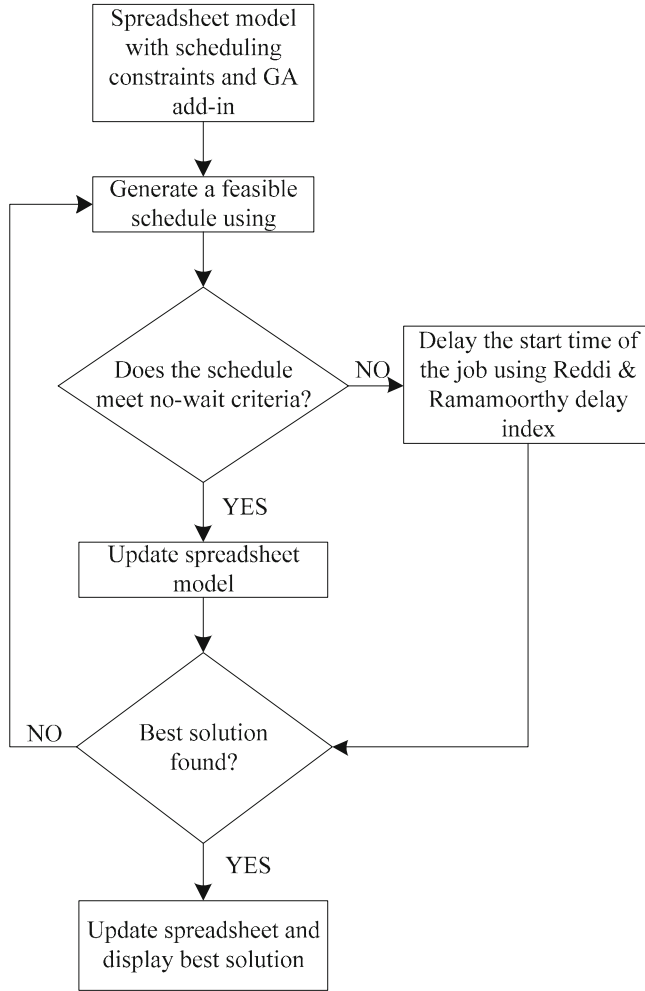 Spreadsheet model
with scheduling
constraints and GA
add-in
Generate a feasible
schedule using
Does the schedule
meet no-wait criteria?
NO
Delay the start time of
the job using Reddi &
Ramamoorthy delay
index
YES
Update spreadsheet
model
Best solution
found?
NO
YES
Update spreadsheet and
display best solution